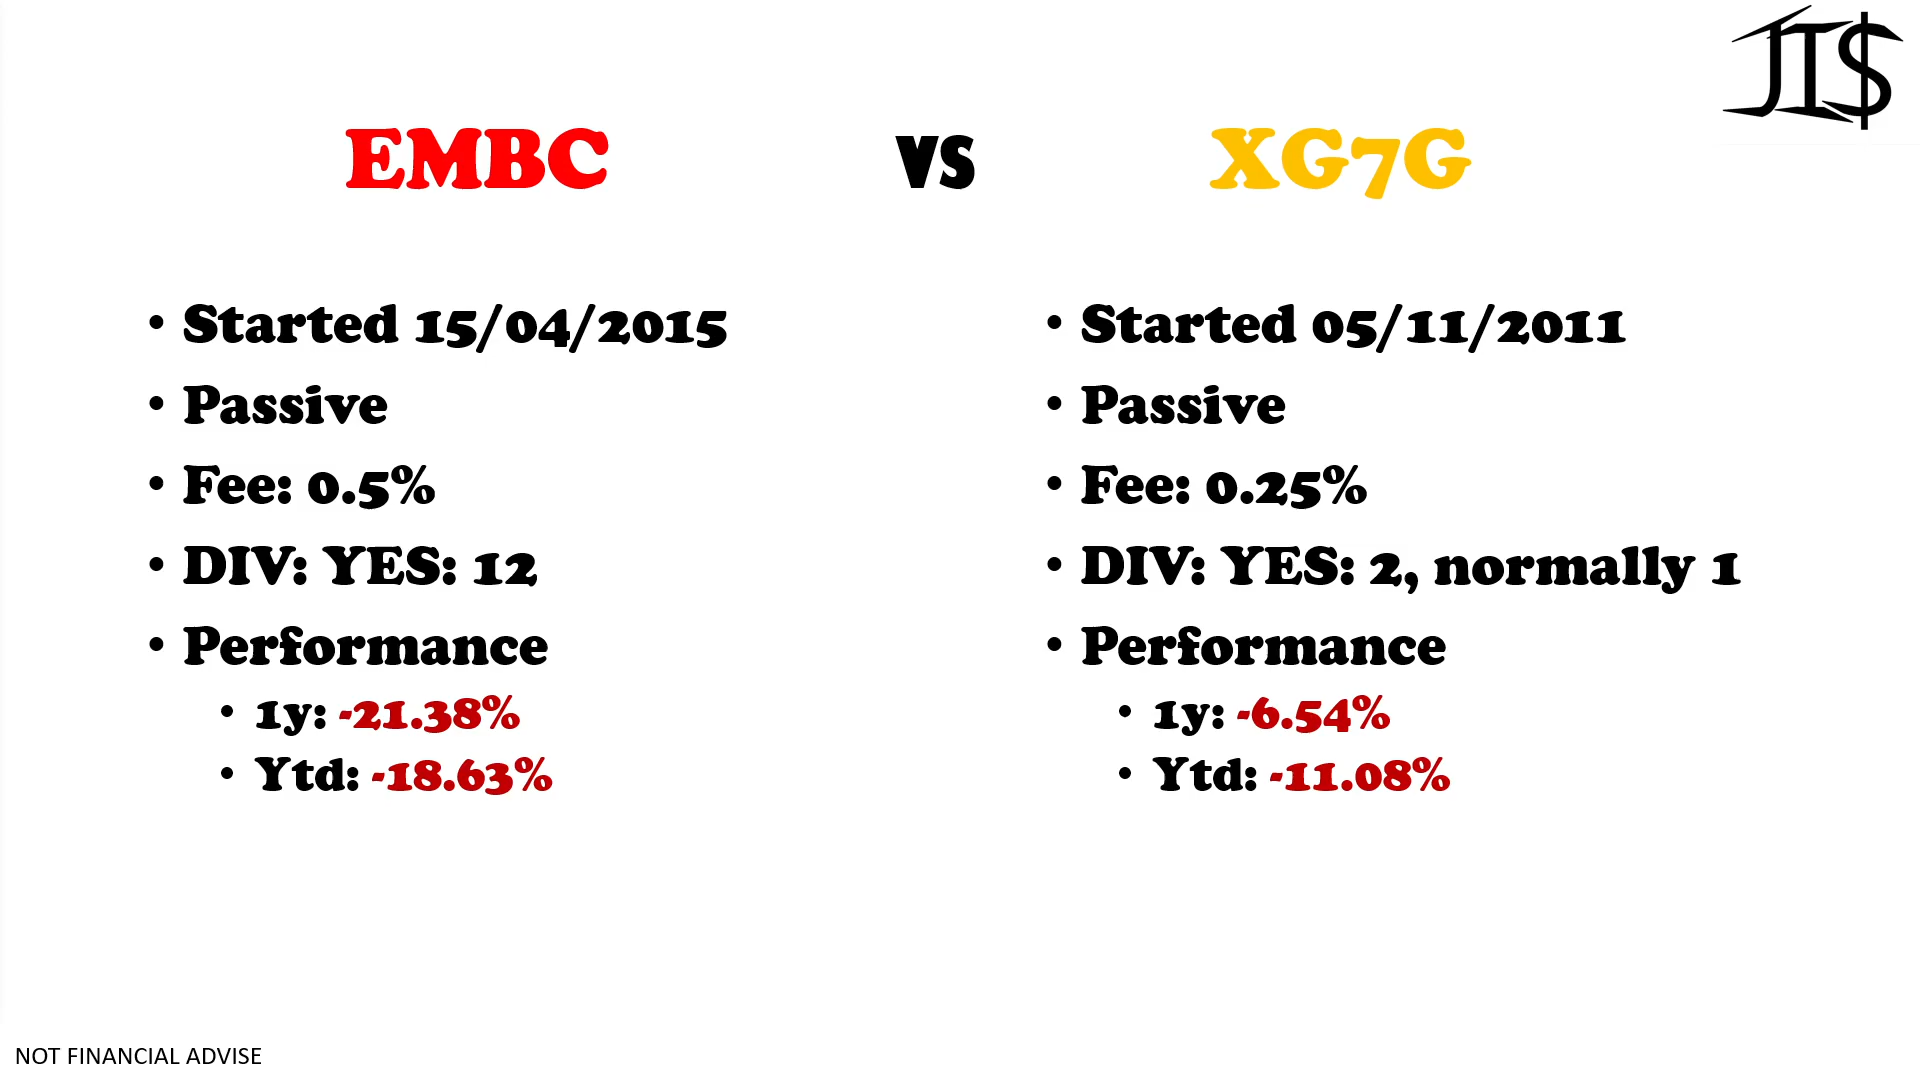 JI$
EMBC VS XG7G
• Started 15/04/2015
• Passive
• Fee: 0.5%
• DIV: YES: 12
• Performance
• 1y: -21.38%
• Ytd: -18.63%
• Started 05/11/2011
• Passive
• Fee: 0.25%
• DIV: YES: 2, normally 1
• Performance
• 1y: -6.54%
• Ytd: -11.08%
NOT FINANCIAL ADVISE